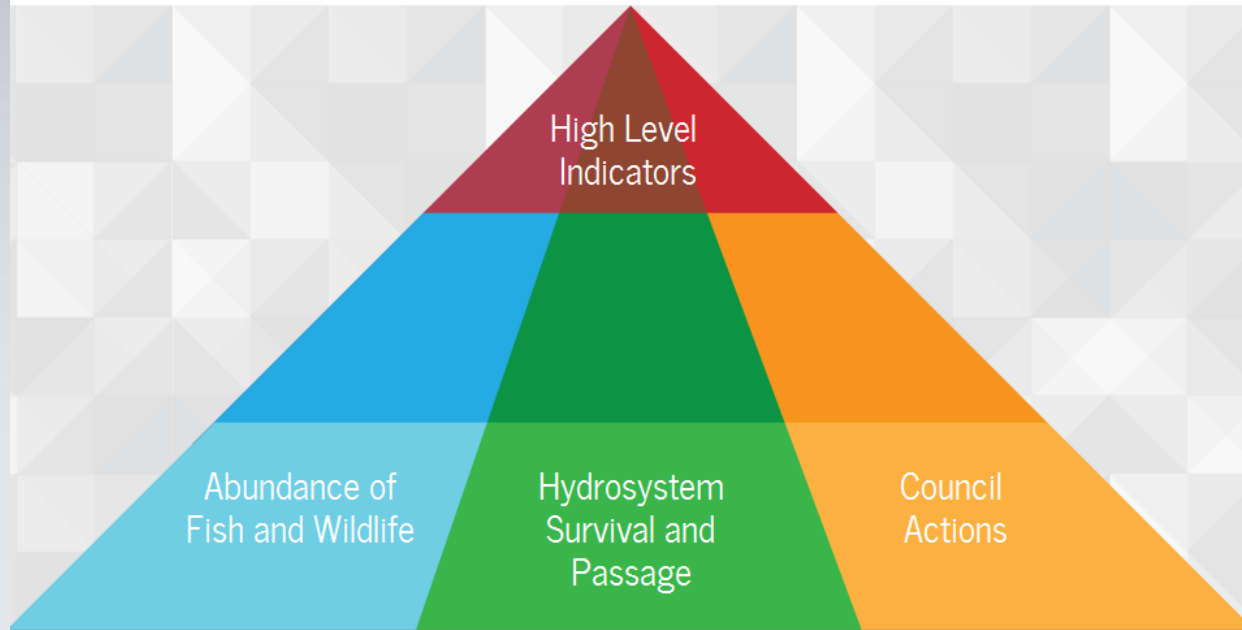 High Level
Indicators
Abundance of
Fish and Wildlife
Hydrosystem
Survival and
Passage
Council
Actions